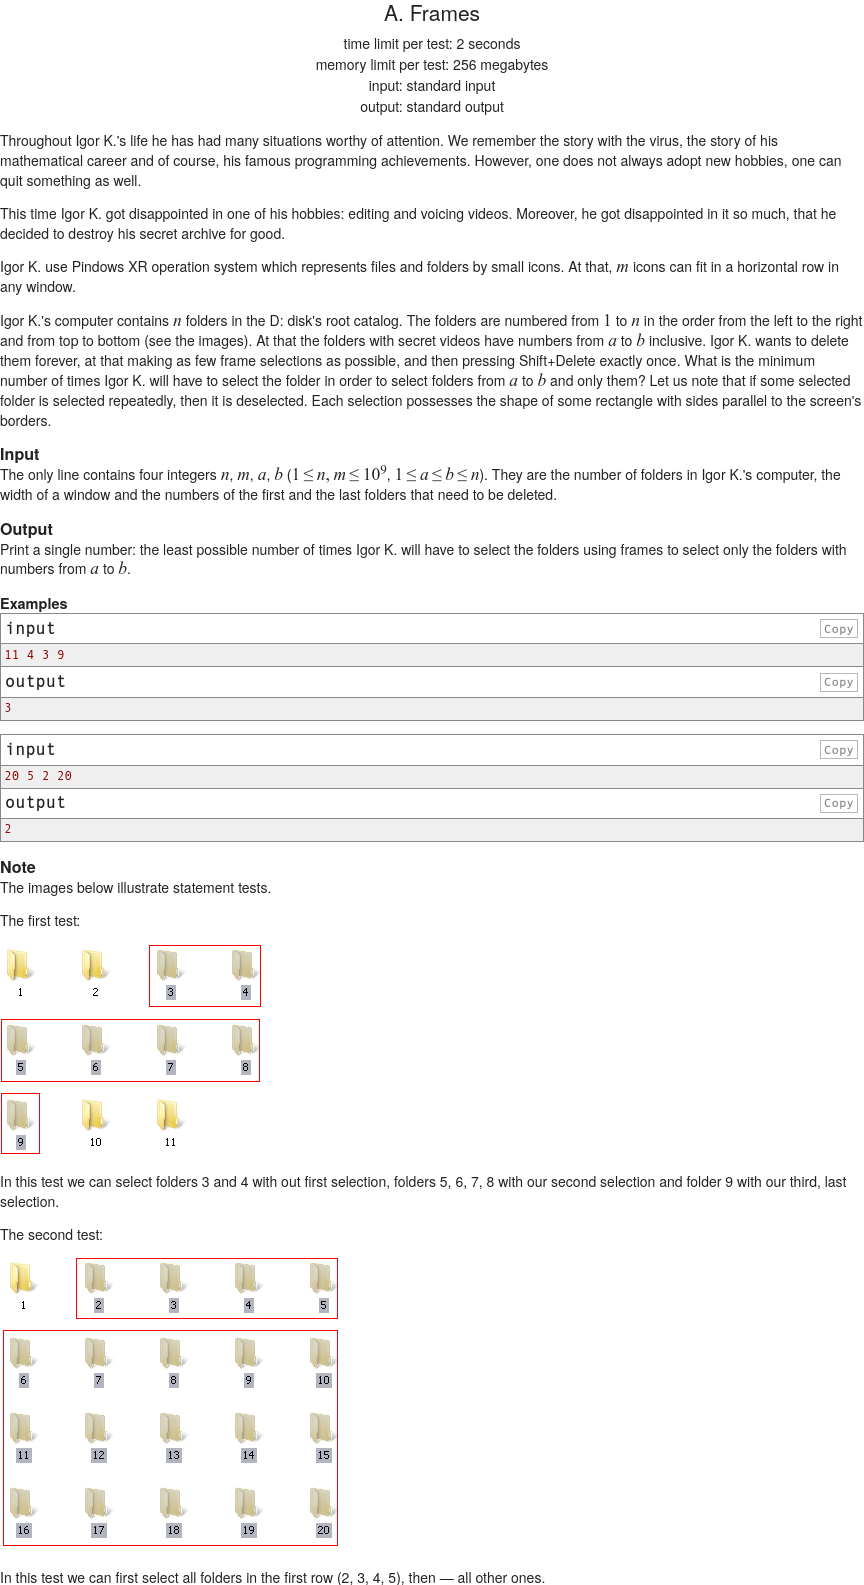 A. Frames
time limit per test: 2 seconds
memory limit per test: 256 megabytes
input: standard input
output: standard output
Throughout Igor K.'s life he has had many situations worthy of attention. We remember the story with the virus, the story of his
mathematical career and of course, his famous programming achievements. However, one does not always adopt new hobbies, one can
quit something as well.
This time Igor K. got disappointed in one of his hobbies: editing and voicing videos. Moreover, he got disappointed in it so much, that he
decided to destroy his secret archive for good.
Igor K. use Pindows XR operation system which represents files and folders by small icons. At that, m icons can fit in a horizontal row in
any window.
Igor K.'s computer contains n folders in the D: disk's root catalog. The folders are numbered from 1 to n in the order from the left to the right
and from top to bottom (see the images). At that the folders with secret videos have numbers from a to b inclusive. Igor K. wants to delete
them forever, at that making as few frame selections as possible, and then pressing Shift+Delete exactly once. What is the minimum
number of times Igor K. will have to select the folder in order to select folders from a to b and only them? Let us note that if some selected
folder is selected repeatedly, then it is deselected. Each selection possesses the shape of some rectangle with sides parallel to the screen's
borders.
Input
The only line contains four integers n, m, a, b (1 ≤ n, m ≤ 10⁹, 1 ≤ a ≤ b ≤ n). They are the number of folders in Igor K.'s computer, the
width of a window and the numbers of the first and the last folders that need to be deleted.
Output
Print a single number: the least possible number of times Igor K. will have to select the folders using frames to select only the folders with
numbers from a to b.
Examples
input Copy
11 4 3 9
output Copy
3
input Copy
20 5 2 20
output Copy
2
Note
The images below illustrate statement tests.
The first test:
1 2 3 4
5 6 7 8
9 10 11
In this test we can select folders 3 and 4 with out first selection, folders 5, 6, 7, 8 with our second selection and folder 9 with our third, last
selection.
The second test:
1 2 3 4 5
6 7 8 9 10
11 12 13 14 15
16 17 18 19 20
In this test we can first select all folders in the first row (2, 3, 4, 5), then — all other ones.